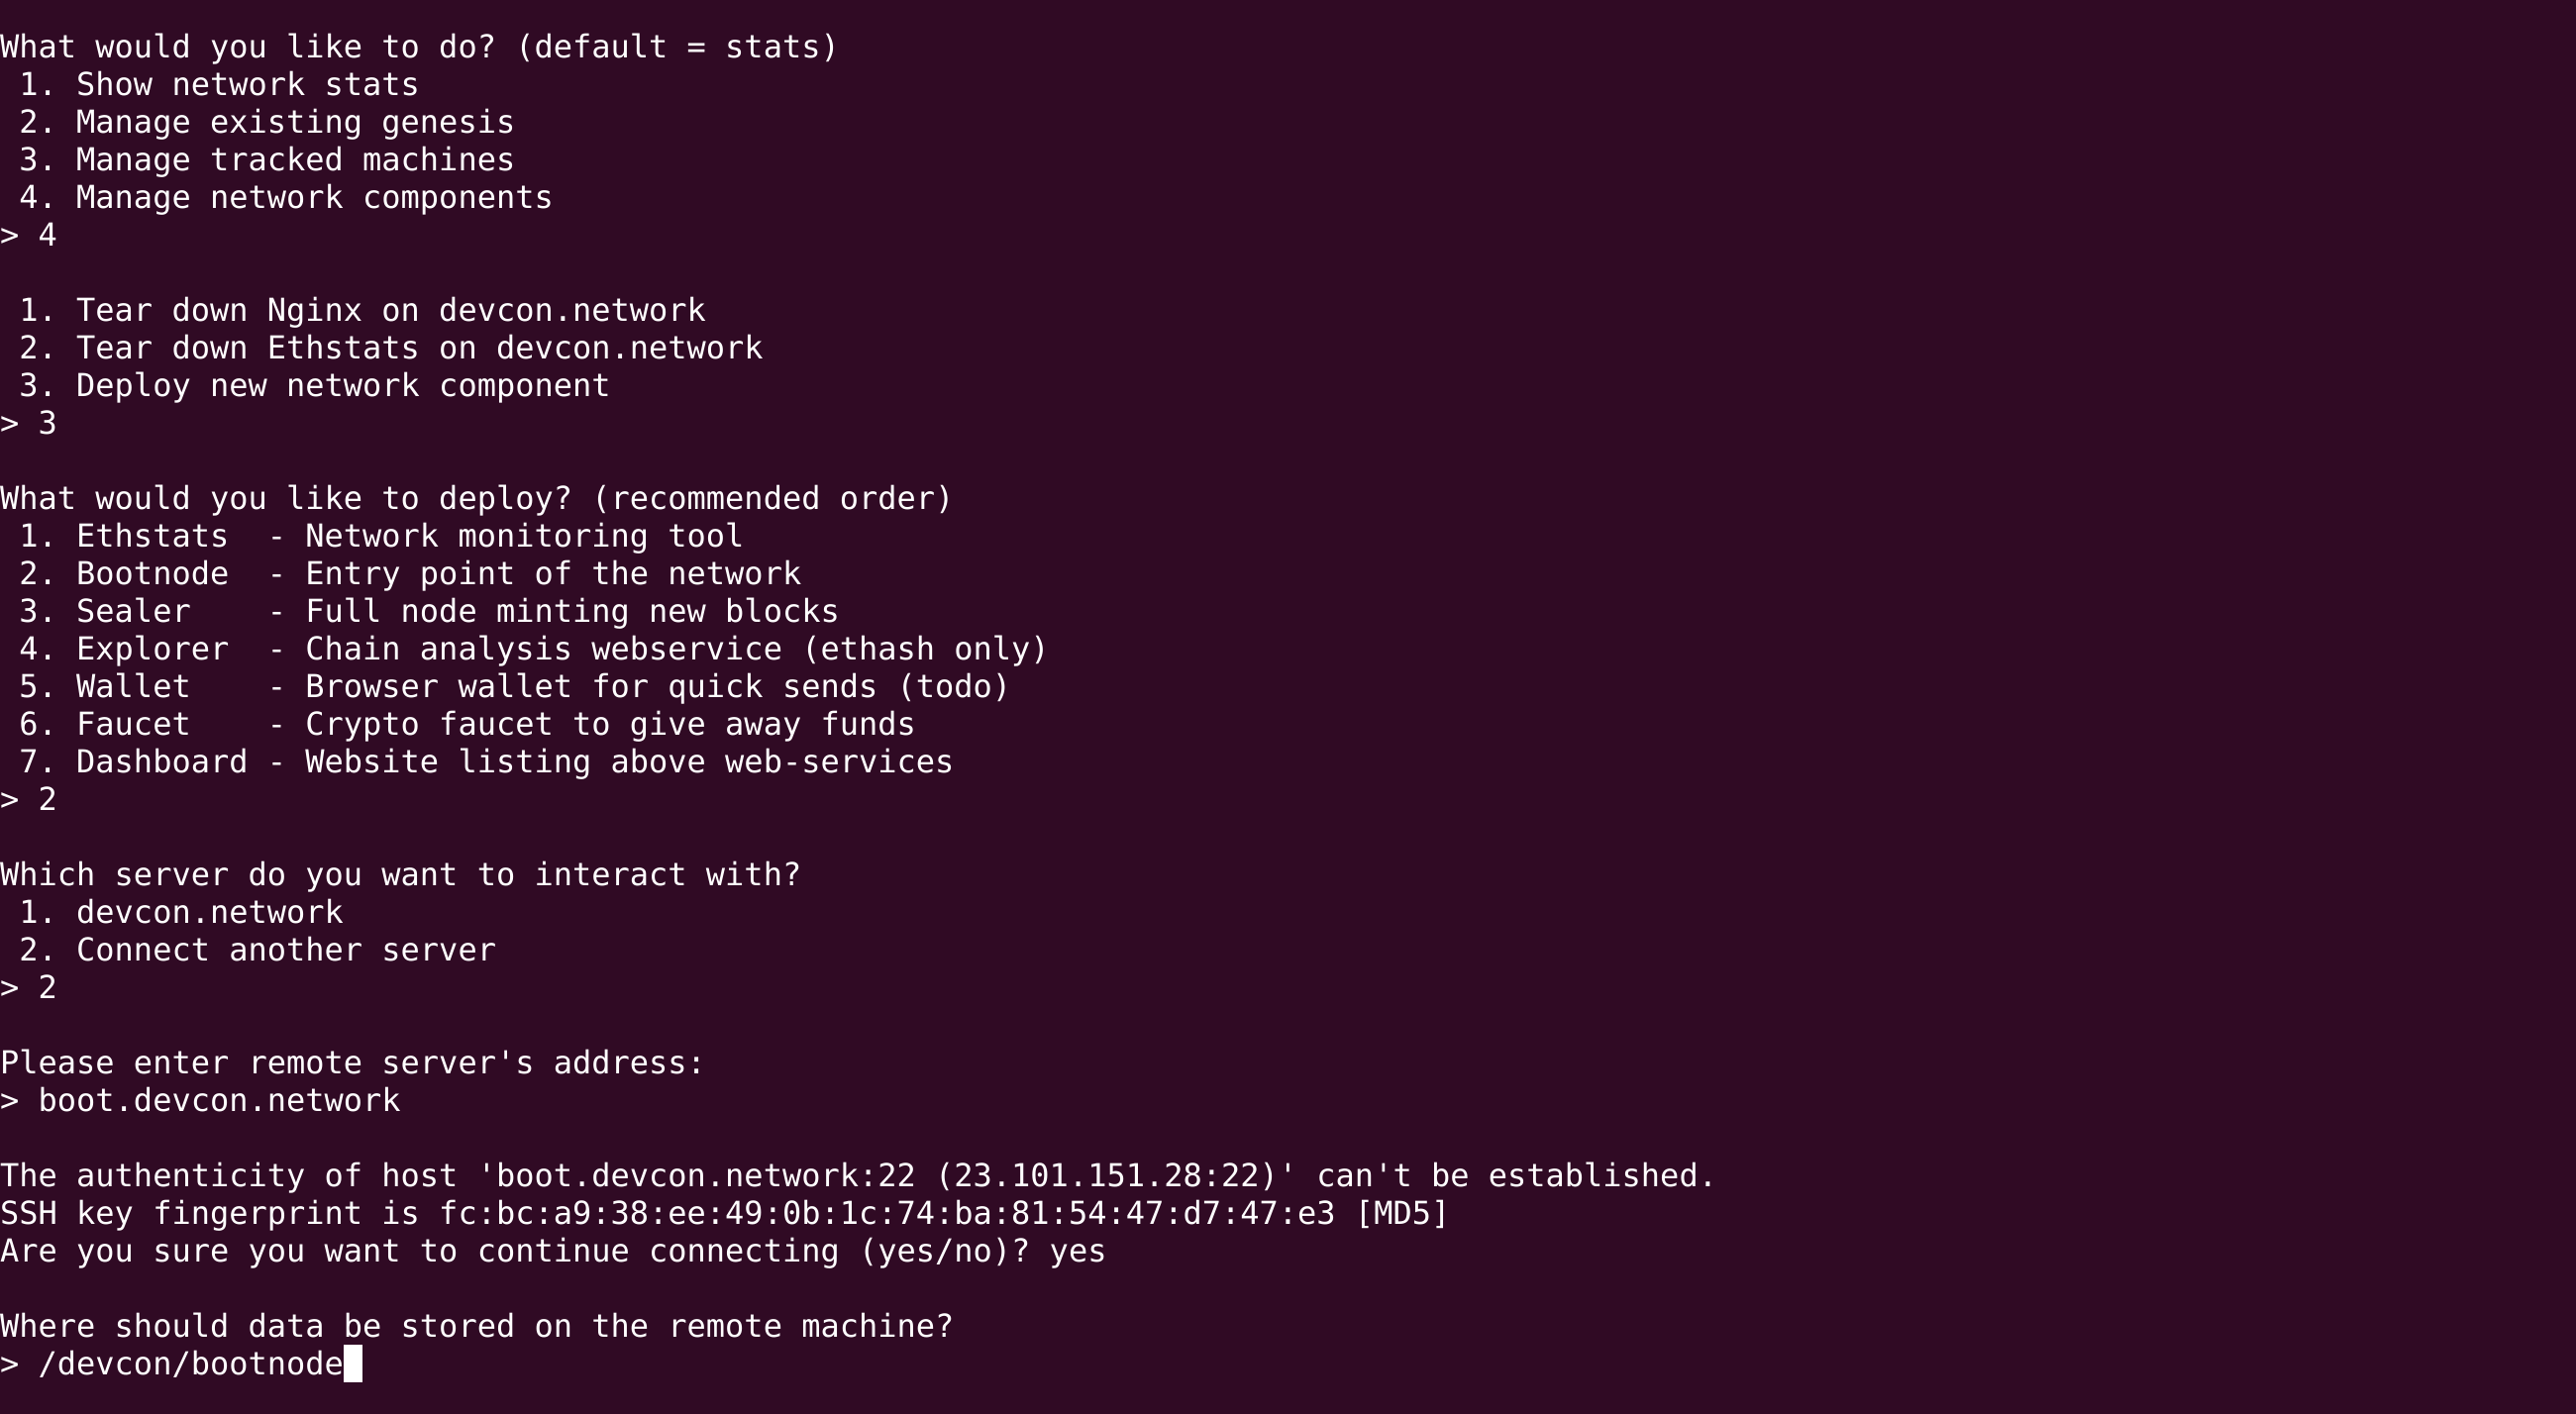 What would you like to do? (default = stats)
 1. Show network stats
 2. Manage existing genesis
 3. Manage tracked machines
 4. Manage network components
> 4

 1. Tear down Nginx on devcon.network
 2. Tear down Ethstats on devcon.network
 3. Deploy new network component
> 3

What would you like to deploy? (recommended order)
 1. Ethstats  - Network monitoring tool
 2. Bootnode  - Entry point of the network
 3. Sealer    - Full node minting new blocks
 4. Explorer  - Chain analysis webservice (ethash only)
 5. Wallet    - Browser wallet for quick sends (todo)
 6. Faucet    - Crypto faucet to give away funds
 7. Dashboard - Website listing above web-services
> 2

Which server do you want to interact with?
 1. devcon.network
 2. Connect another server
> 2

Please enter remote server's address:
> boot.devcon.network

The authenticity of host 'boot.devcon.network:22 (23.101.151.28:22)' can't be established.
SSH key fingerprint is fc:bc:a9:38:ee:49:0b:1c:74:ba:81:54:47:d7:47:e3 [MD5]
Are you sure you want to continue connecting (yes/no)? yes

Where should data be stored on the remote machine?
> /devcon/bootnode